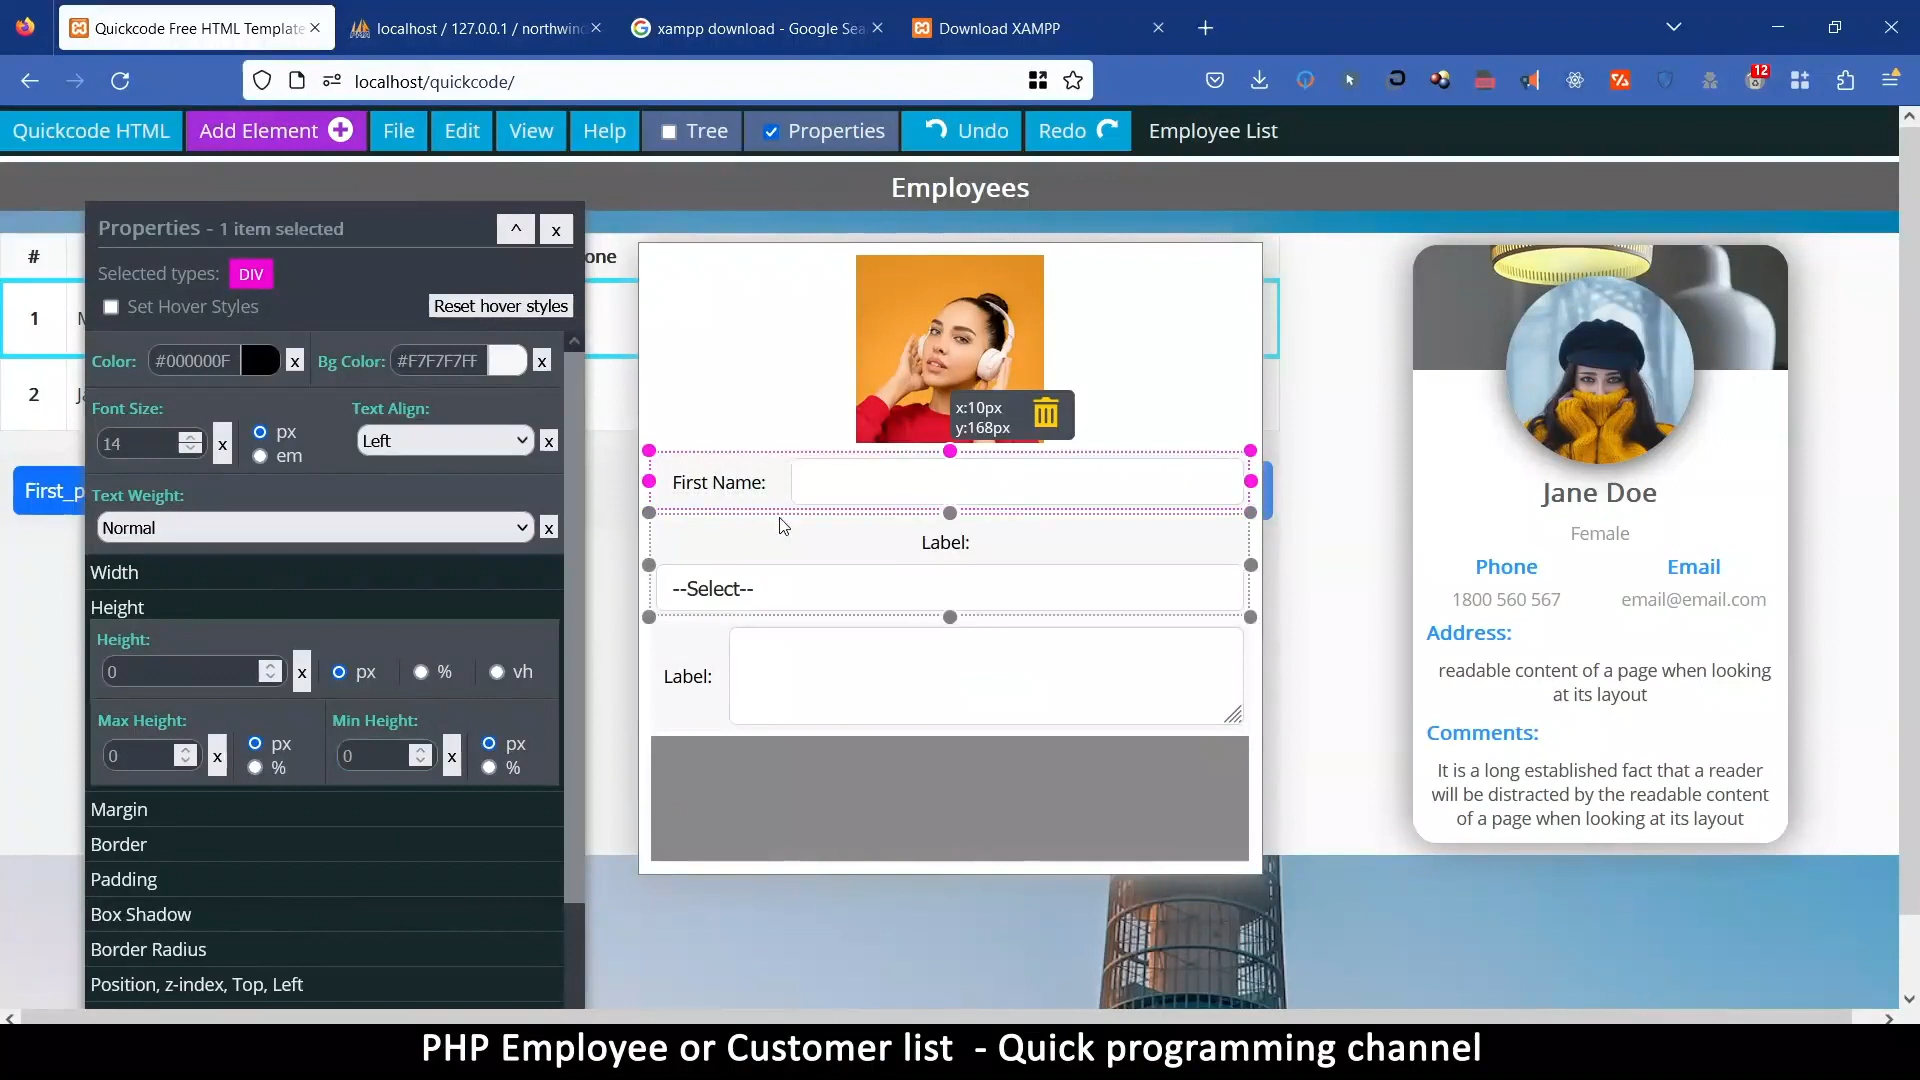 Quickcode Free HTML Template
localhost / 127.0.0.1 / northwind
xampp download - Google Sea
Download XAMPP
localhost/quickcode/
12
Quickcode HTML
Add Element
File
Edit
View
Help
Tree
Properties
Undo
Redo
Employee List
Employees
#
one
1
2
First_p
Properties - 1 item selected
^
x
Selected types: DIV
Set Hover Styles
Reset hover styles
Color: #000000F x
Bg Color: #F7F7F7FF x
Font Size:
14 x px em
Text Align:
Left x
Text Weight:
Normal x
Width
Height
Height:
0 x px % vh
Max Height:
0 x px %
Min Height:
0 x px %
Margin
Border
Padding
Box Shadow
Border Radius
Position, z-index, Top, Left
x:10px
y:168px
First Name:
Label:
--Select--
Label:
Jane Doe
Female
Phone
Email
1800 560 567
email@email.com
Address:
readable content of a page when looking
at its layout
Comments:
It is a long established fact that a reader
will be distracted by the readable content
of a page when looking at its layout
PHP Employee or Customer list - Quick programming channel